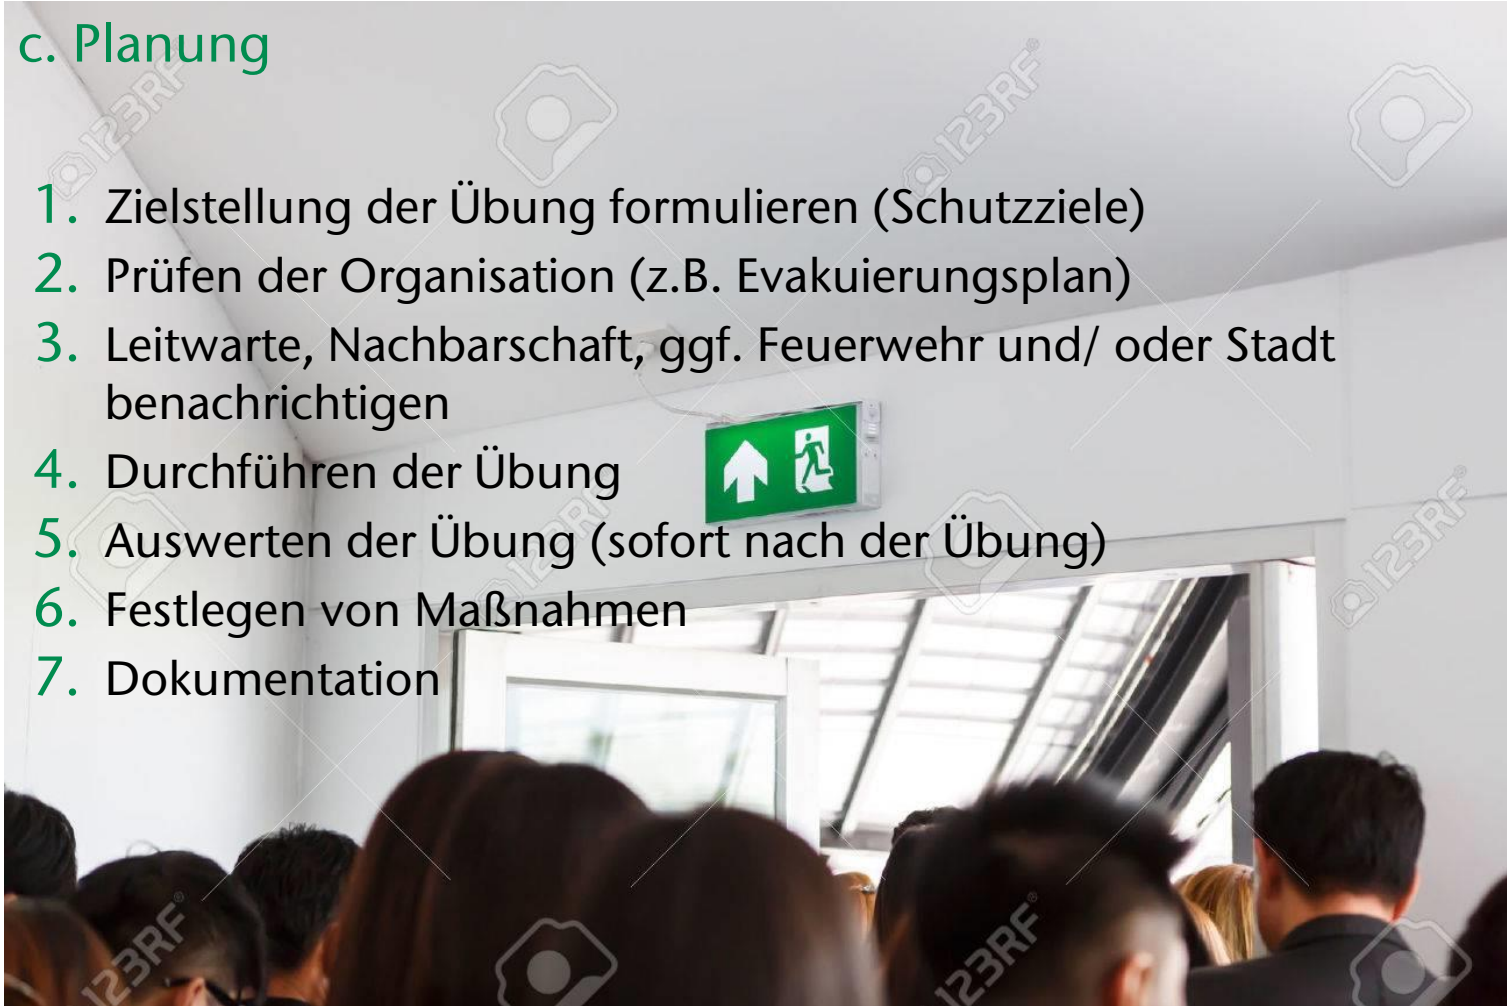 c. Planung
1. Zielstellung der Übung formulieren (Schutzziele)
2. Prüfen der Organisation (z.B. Evakuierungsplan)
3. Leitwarte, Nachbarschaft, ggf. Feuerwehr und/ oder Stadt
benachrichtigen
4. Durchführen der Übung
5. Auswerten der Übung (sofort nach der Übung)
6. Festlegen von Maßnahmen
7. Dokumentation
123RF®
123RF®
123RF®
123RF®
123RF®
123RF®